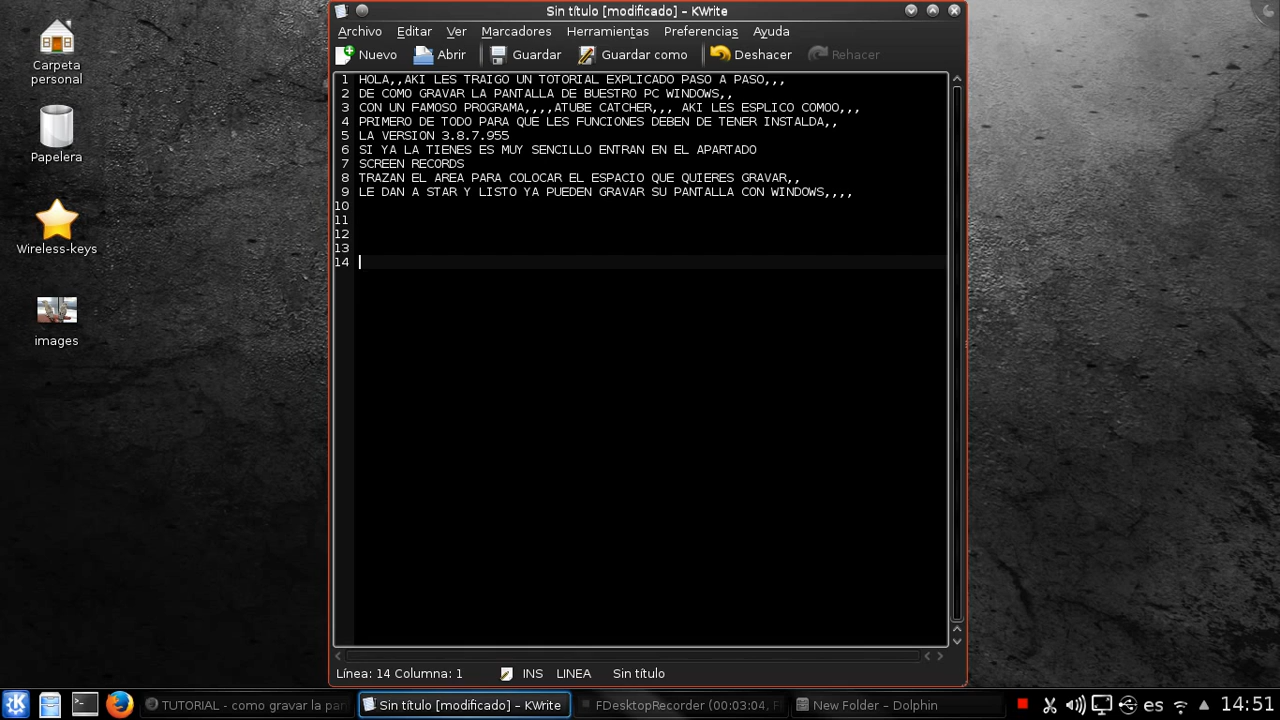 Sin título [modificado] – KWrite
Archivo Editar Ver Marcadores Herramientas Preferencias Ayuda
Nuevo Abrir Guardar Guardar como Deshacer Rehacer
1 HOLA,,AKI LES TRAIGO UN TOTORIAL EXPLICADO PASO A PASO,,,
2 DE COMO GRAVAR LA PANTALLA DE BUESTRO PC WINDOWS,,
3 CON UN FAMOSO PROGRAMA,,,,ATUBE CATCHER,,, AKI LES ESPLICO COMOO,,,
4 PRIMERO DE TODO PARA QUE LES FUNCIONES DEBEN DE TENER INSTALDA,,
5 LA VERSION 3.8.7.955
6 SI YA LA TIENES ES MUY SENCILLO ENTRAN EN EL APARTADO
7 SCREEN RECORDS
8 TRAZAN EL AREA PARA COLOCAR EL ESPACIO QUE QUIERES GRAVAR,,
9 LE DAN A STAR Y LISTO YA PUEDEN GRAVAR SU PANTALLA CON WINDOWS,,,,
10
11
12
13
14
Carpeta personal
Papelera
Wireless-keys
images
Línea: 14 Columna: 1 INS LINEA Sin título
TUTORIAL - como gravar la pan Sin título [modificado] – KWrite FDesktopRecorder (00:03:04, F New Folder – Dolphin es 14:51